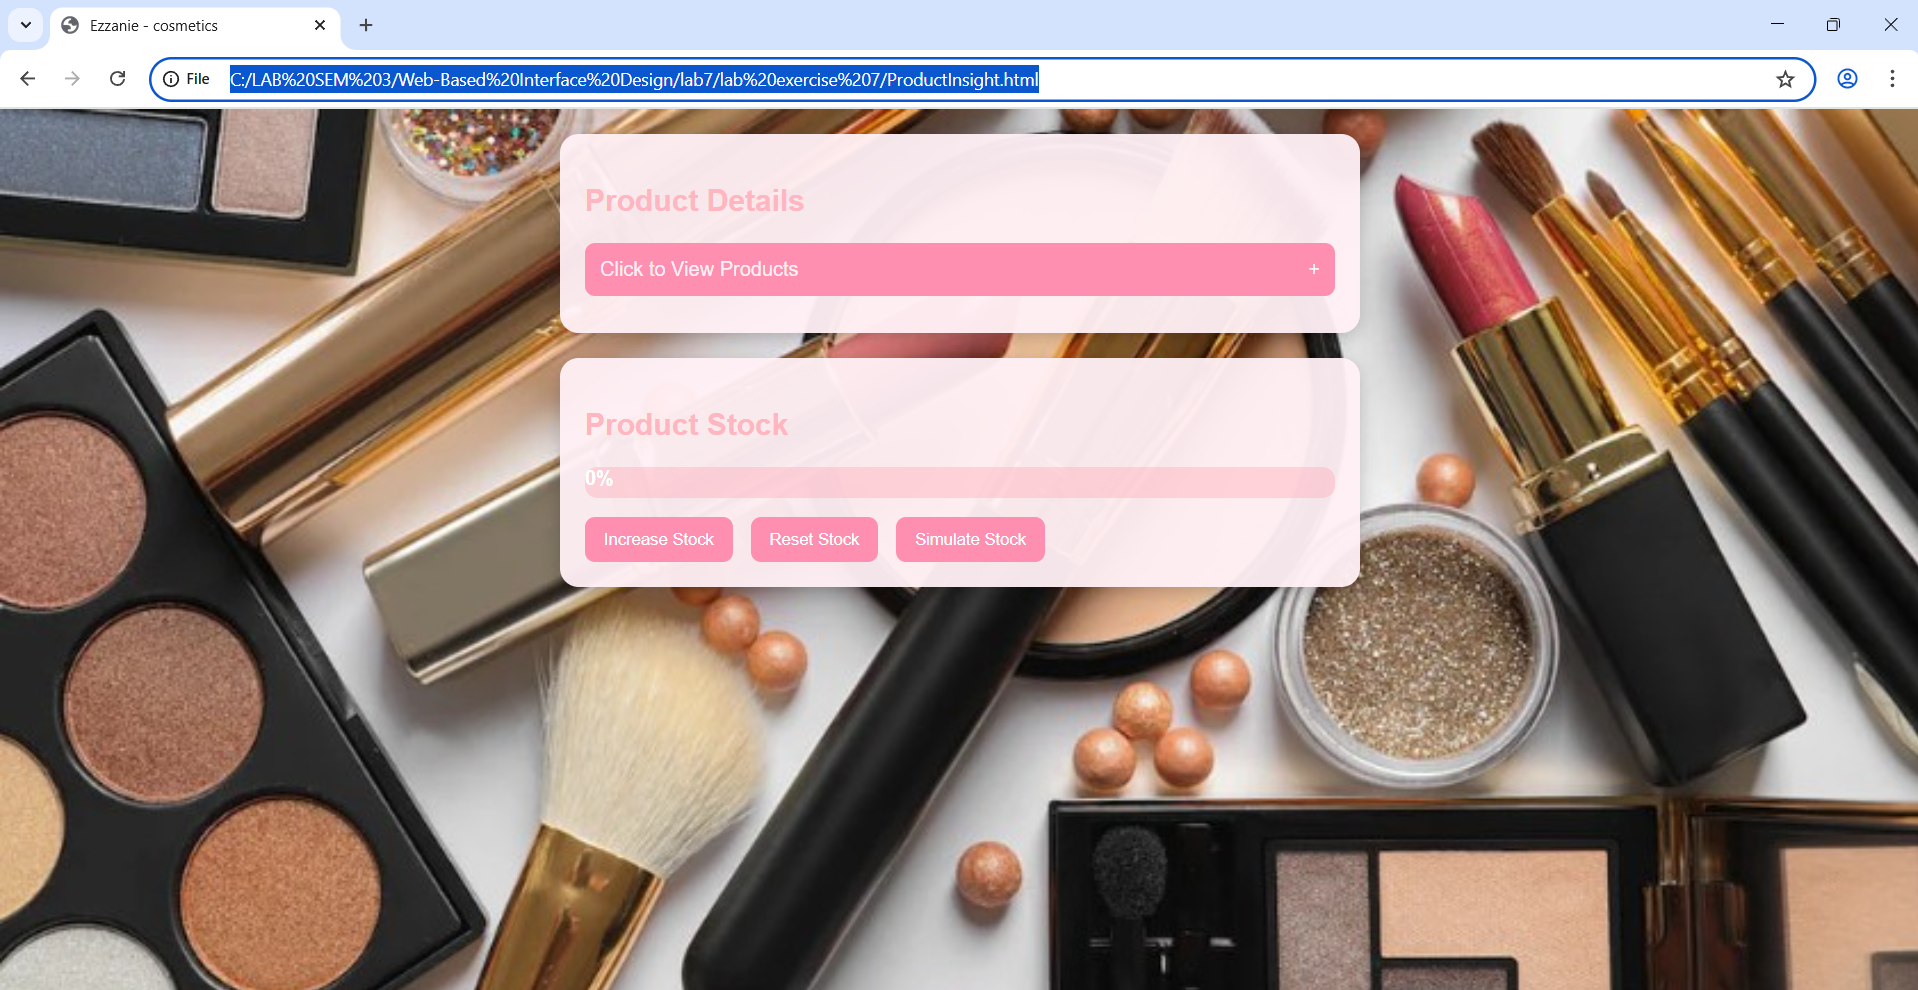 Ezzanie - cosmetics
File
C:/LAB%20SEM%203/Web-Based%20Interface%20Design/lab7/lab%20exercise%207/ProductInsight.html
Product Details
Click to View Products +
Product Stock
0%
Increase Stock
Reset Stock
Simulate Stock